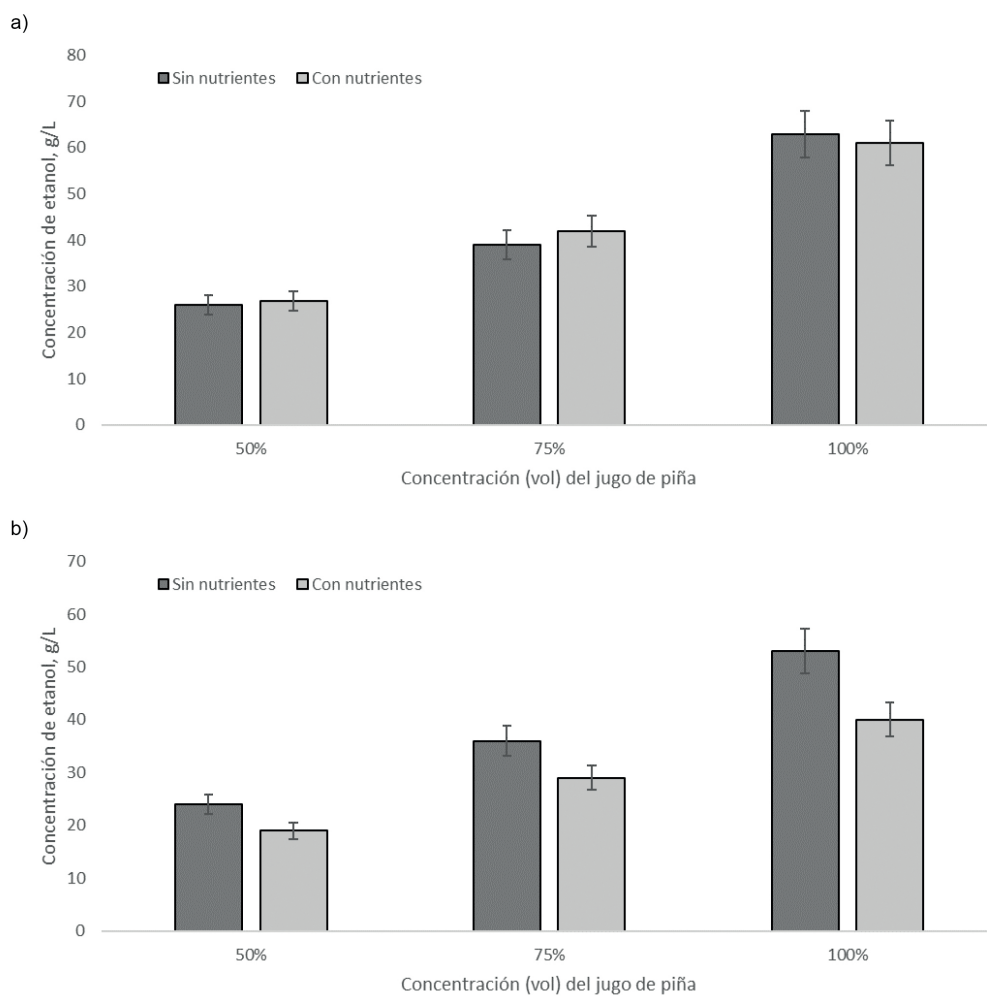 a)
80
Sin nutrientes Con nutrientes
70
60
50
40
30
20
10
0
Concentración de etanol, g/L
50% 75% 100%
Concentración (vol) del jugo de piña
b)
70
Sin nutrientes Con nutrientes
60
50
40
30
20
10
0
Concentración de etanol, g/L
50% 75% 100%
Concentración (vol) del jugo de piña